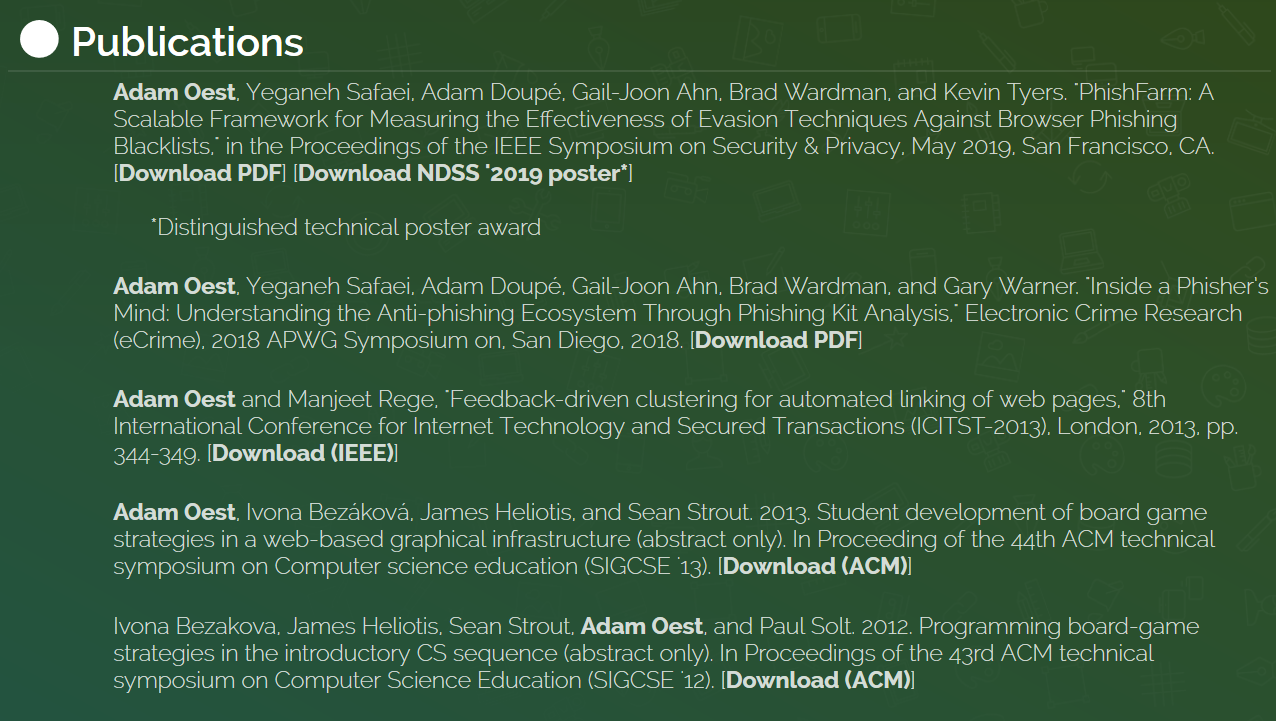 Publications
Adam Oest, Yeganeh Safaei, Adam Doupé, Gail-Joon Ahn, Brad Wardman, and Kevin Tyers. "PhishFarm: A
Scalable Framework for Measuring the Effectiveness of Evasion Techniques Against Browser Phishing
Blacklists," in the Proceedings of the IEEE Symposium on Security & Privacy, May 2019, San Francisco, CA.
[Download PDF] [Download NDSS '2019 poster*]
*Distinguished technical poster award
Adam Oest, Yeganeh Safaei, Adam Doupé, Gail-Joon Ahn, Brad Wardman, and Gary Warner. "Inside a Phisher's
Mind: Understanding the Anti-phishing Ecosystem Through Phishing Kit Analysis," Electronic Crime Research
(eCrime), 2018 APWG Symposium on, San Diego, 2018. [Download PDF]
Adam Oest and Manjeet Rege, "Feedback-driven clustering for automated linking of web pages," 8th
International Conference for Internet Technology and Secured Transactions (ICITST-2013), London, 2013, pp.
344-349. [Download (IEEE)]
Adam Oest, Ivona Bezáková, James Heliotis, and Sean Strout. 2013. Student development of board game
strategies in a web-based graphical infrastructure (abstract only). In Proceeding of the 44th ACM technical
symposium on Computer science education (SIGCSE '13). [Download (ACM)]
Ivona Bezakova, James Heliotis, Sean Strout, Adam Oest, and Paul Solt. 2012. Programming board-game
strategies in the introductory CS sequence (abstract only). In Proceedings of the 43rd ACM technical
symposium on Computer Science Education (SIGCSE '12). [Download (ACM)]